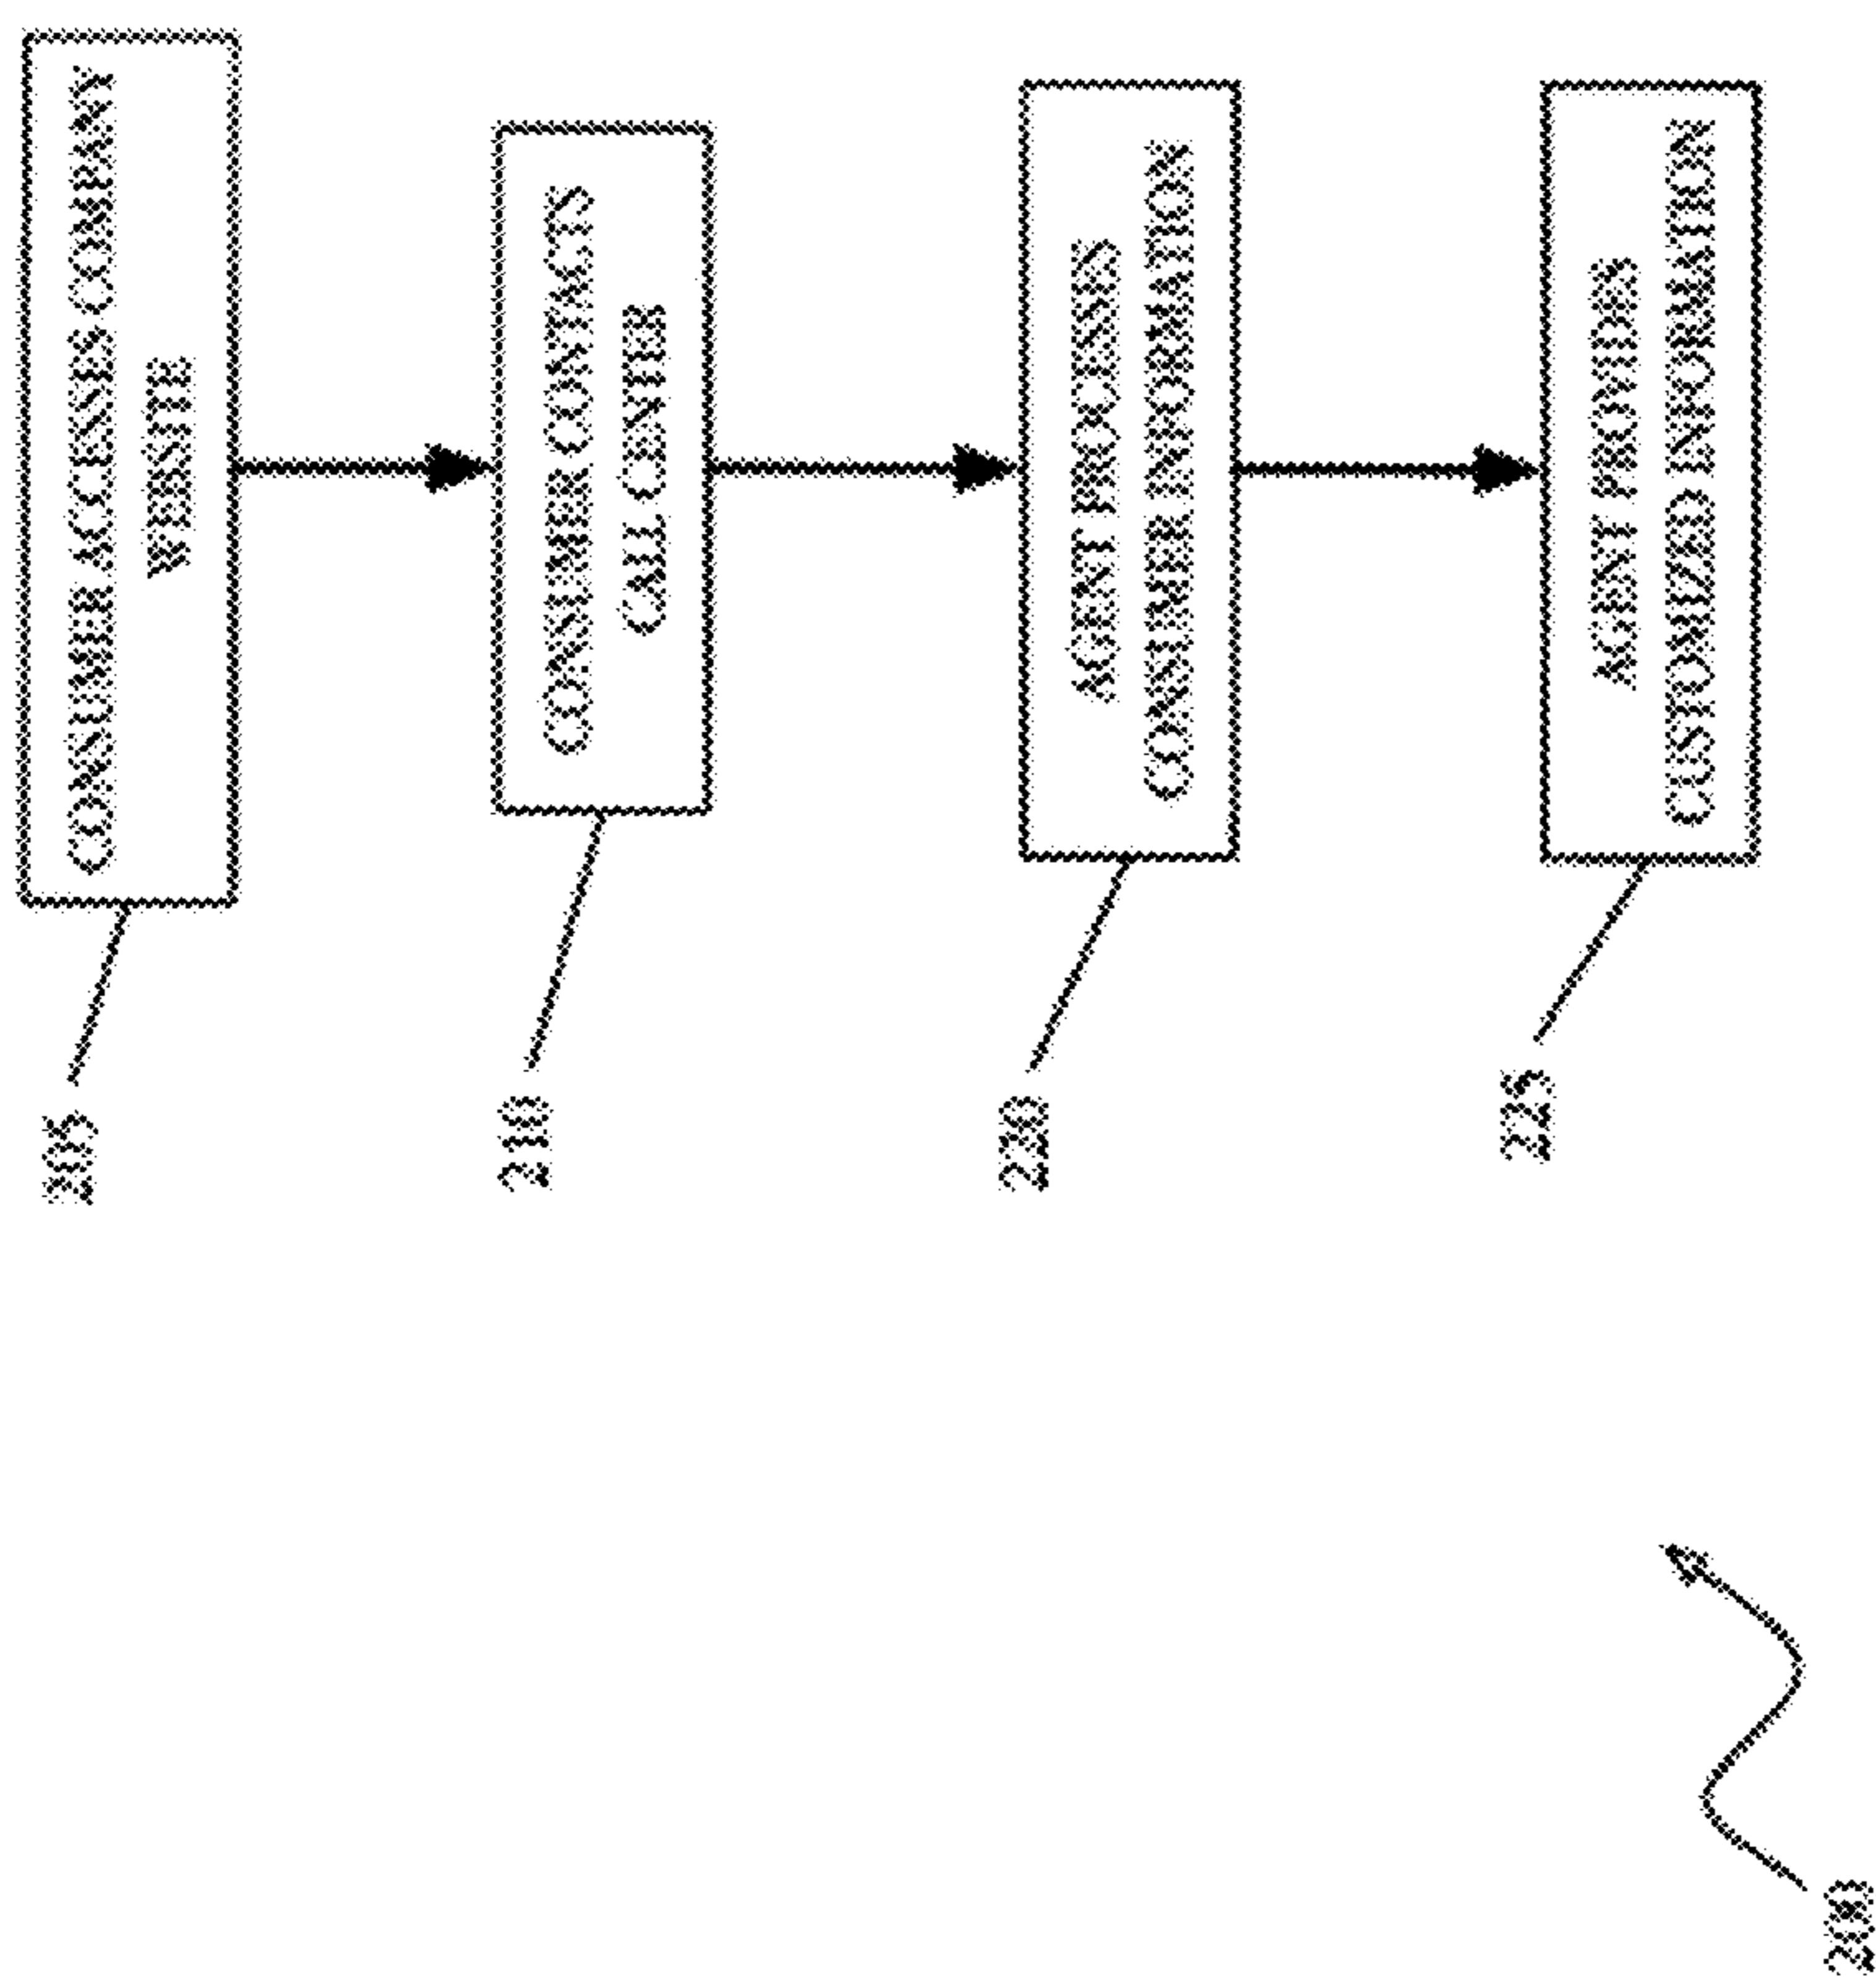 CONSUMER ACCESSES COMPANY
WEBSITE
205
CONSUMER CONTACTS
CALL CENTER
210
AGENT PROCESSES
CONSUMER INFORMATION
220
AGENT PROVIDES
CUSTOMIZED INFORMATION
225
200